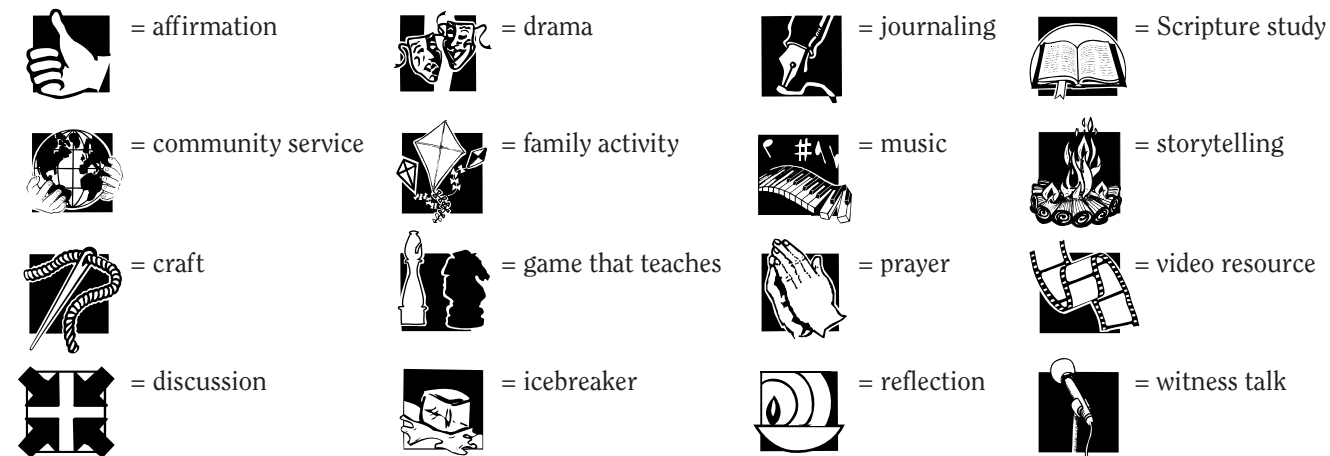 = affirmation
= community service
= craft
= discussion
= drama
= family activity
= game that teaches
= icebreaker
= journaling
= music
= prayer
= reflection
= Scripture study
= storytelling
= video resource
= witness talk